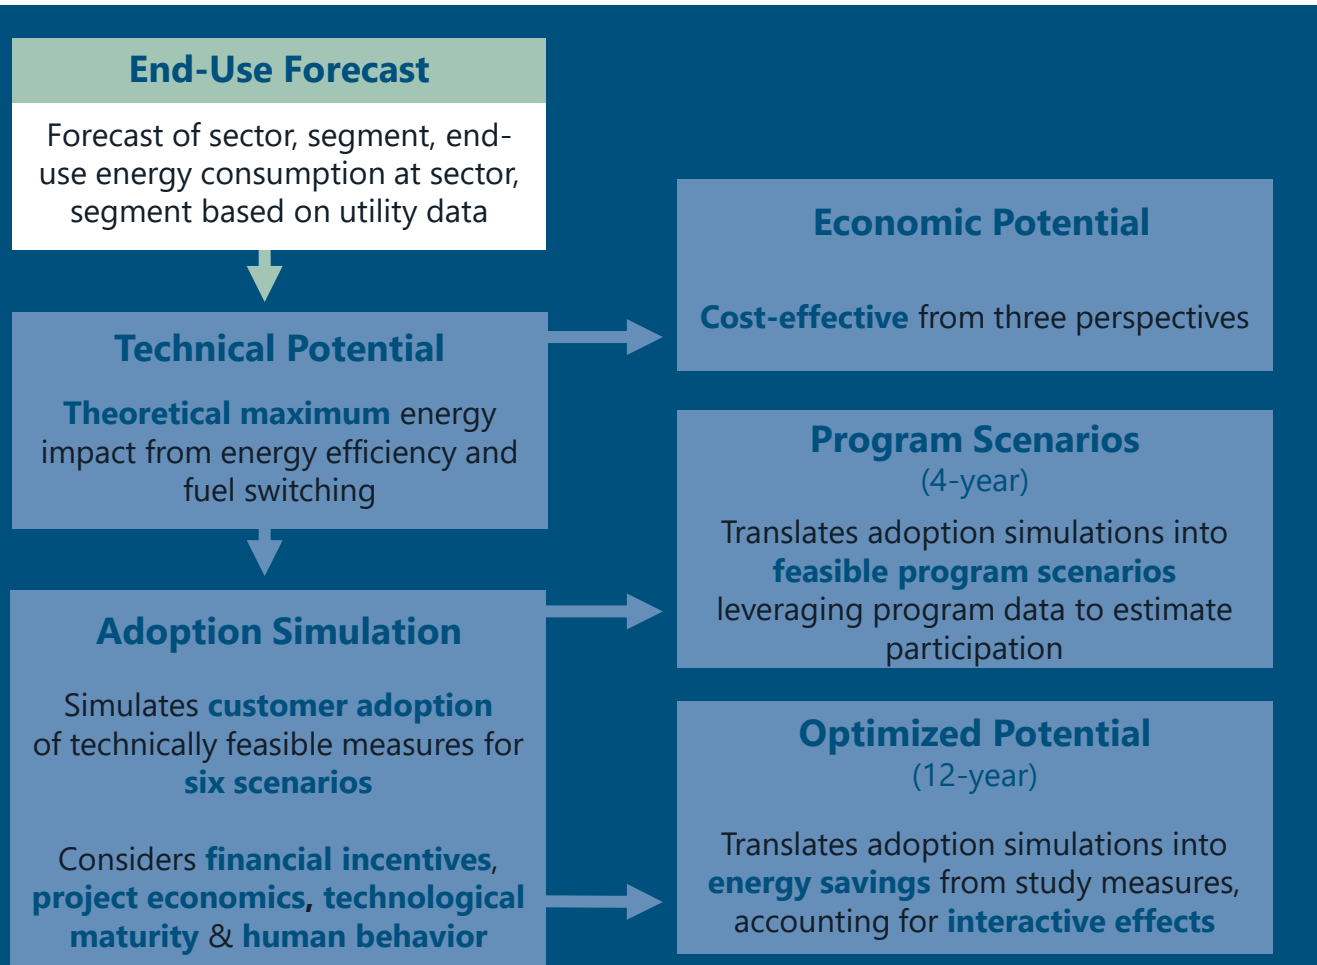 End-Use Forecast
Forecast of sector, segment, end-
use energy consumption at sector,
segment based on utility data
Technical Potential
Theoretical maximum energy
impact from energy efficiency and
fuel switching
Adoption Simulation
Simulates customer adoption
of technically feasible measures for
six scenarios
Considers financial incentives,
project economics, technological
maturity & human behavior
Economic Potential
Cost-effective from three perspectives
Program Scenarios
(4-year)
Translates adoption simulations into
feasible program scenarios
leveraging program data to estimate
participation
Optimized Potential
(12-year)
Translates adoption simulations into
energy savings from study measures,
accounting for interactive effects